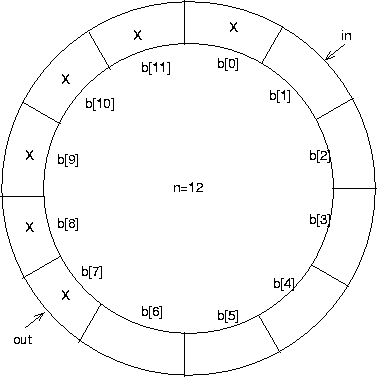 X
X
in
b[11]
b[0]
X
b[1]
b[10]
X
b[9]
b[2]
n=12
X
b[8]
b[3]
b[7]
b[4]
X
b[6]
b[5]
out